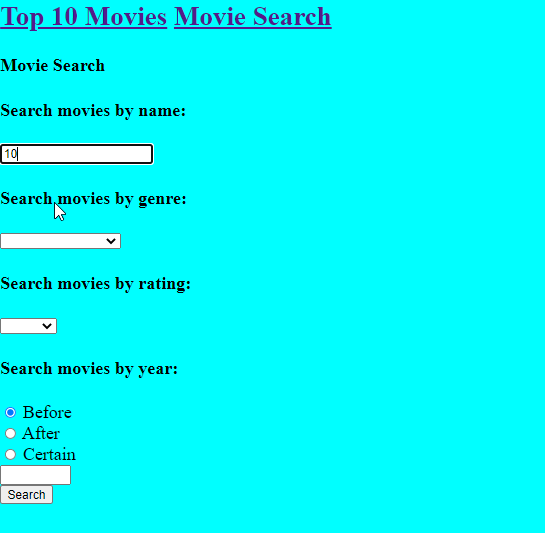 Top 10 Movies Movie Search
Movie Search
Search movies by name:
10
Search movies by genre:
Search movies by rating:
Search movies by year:
Before
After
Certain
Search